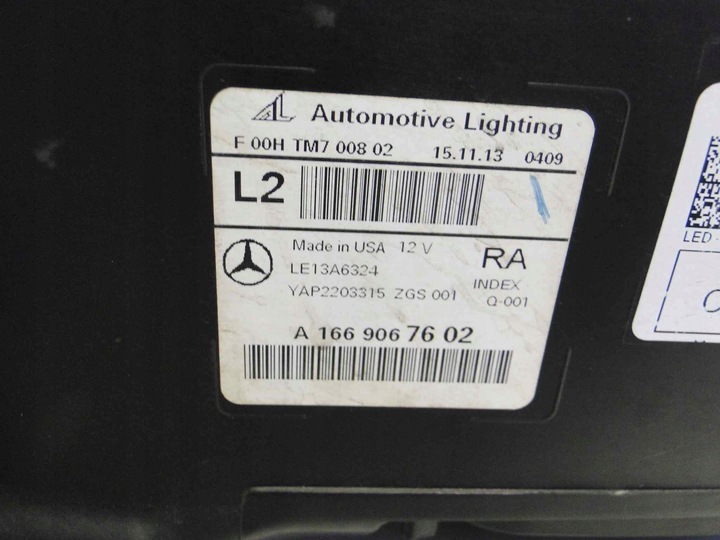 AL Automotive Lighting
F 00H TM7 008 02 15.11.13 0409
L2
Made in USA 12 V RA
LE13A6324 INDEX
YAP2203315 ZGS 001 Q-001
A 166 906 76 02
LED